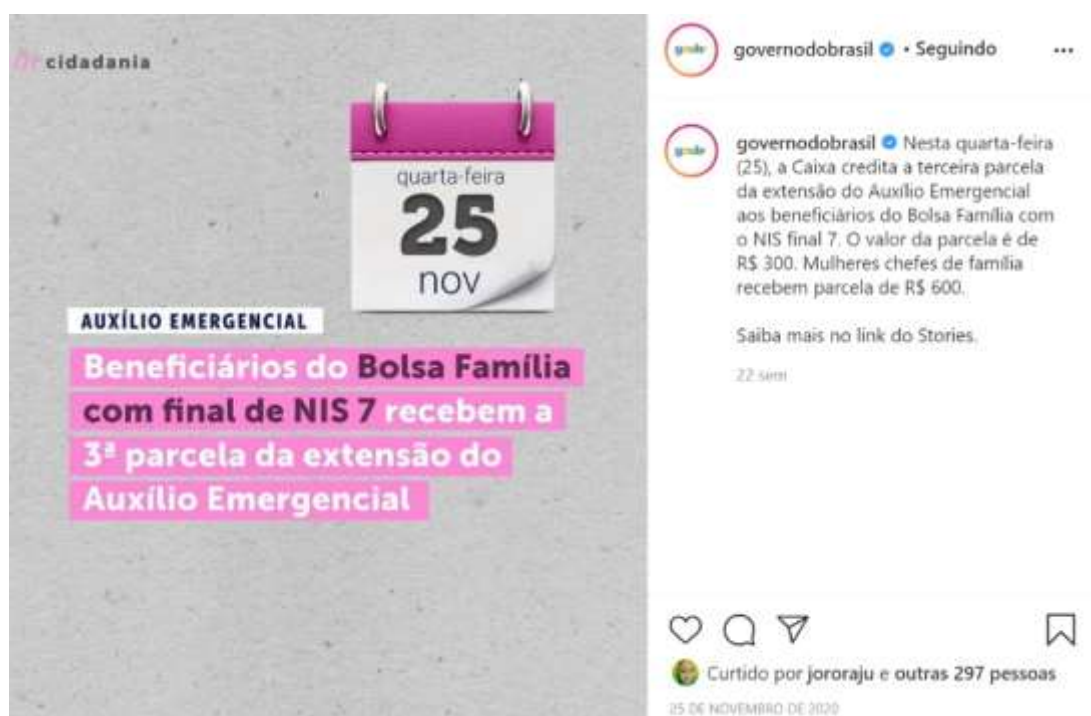 cidadania
quarta-feira
25
nov
AUXÍLIO EMERGENCIAL
Beneficiários do Bolsa Família
com final de NIS 7 recebem a
3ª parcela da extensão do
Auxílio Emergencial
governodobrasil • Seguindo
governodobrasil Nesta quarta-feira
(25), a Caixa credita a terceira parcela
da extensão do Auxílio Emergencial
aos beneficiários do Bolsa Família com
o NIS final 7. O valor da parcela é de
R$ 300. Mulheres chefes de família
recebem parcela de R$ 600.
Saiba mais no link do Stories.
22 sem
Curtido por jororaju e outras 297 pessoas
25 DE NOVEMBRO DE 2020